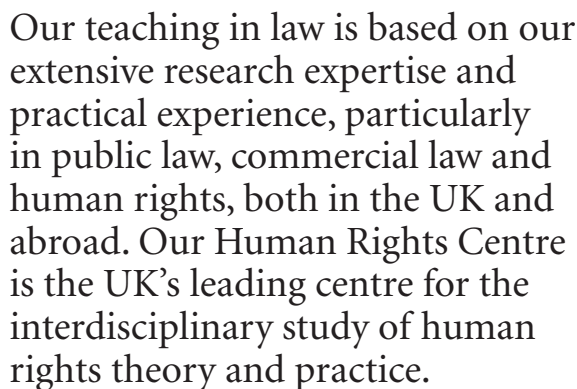 Our teaching in law is based on our
extensive research expertise and
practical experience, particularly
in public law, commercial law and
human rights, both in the UK and
abroad. Our Human Rights Centre
is the UK’s leading centre for the
interdisciplinary study of human
rights theory and practice.